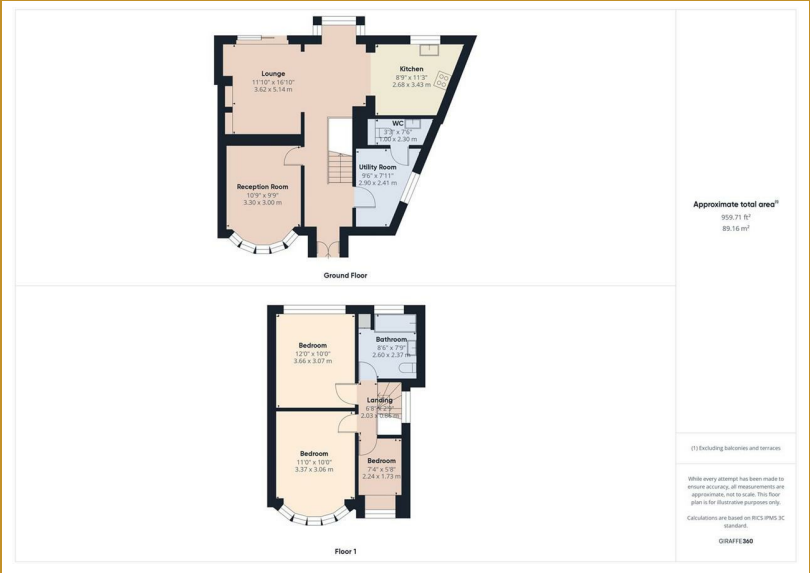 Lounge
11'10" x 16'10"
3.62 x 5.14 m
Kitchen
8'9" x 11'3"
2.68 x 3.43 m
WC
3'3" x 7'6"
1.00 x 2.30 m
Utility Room
9'6" x 7'11"
2.90 x 2.41 m
Reception Room
10'9" x 9'9"
3.30 x 3.00 m
Ground Floor
Approximate total area⁽¹⁾
959.71 ft²
89.16 m²
Bedroom
12'0" x 10'0"
3.66 x 3.07 m
Bathroom
8'6" x 7'9"
2.60 x 2.37 m
Landing
6'8" x 2'9"
2.03 x 0.86 m
Bedroom
11'0" x 10'0"
3.37 x 3.06 m
Bedroom
7'4" x 5'8"
2.24 x 1.73 m
Floor 1
(1) Excluding balconies and terraces
While every attempt has been made to
ensure accuracy, all measurements are
approximate, not to scale. This floor
plan is for illustrative purposes only.
Calculations are based on RICS IPMS 3C
standard.
GIRAFFE360